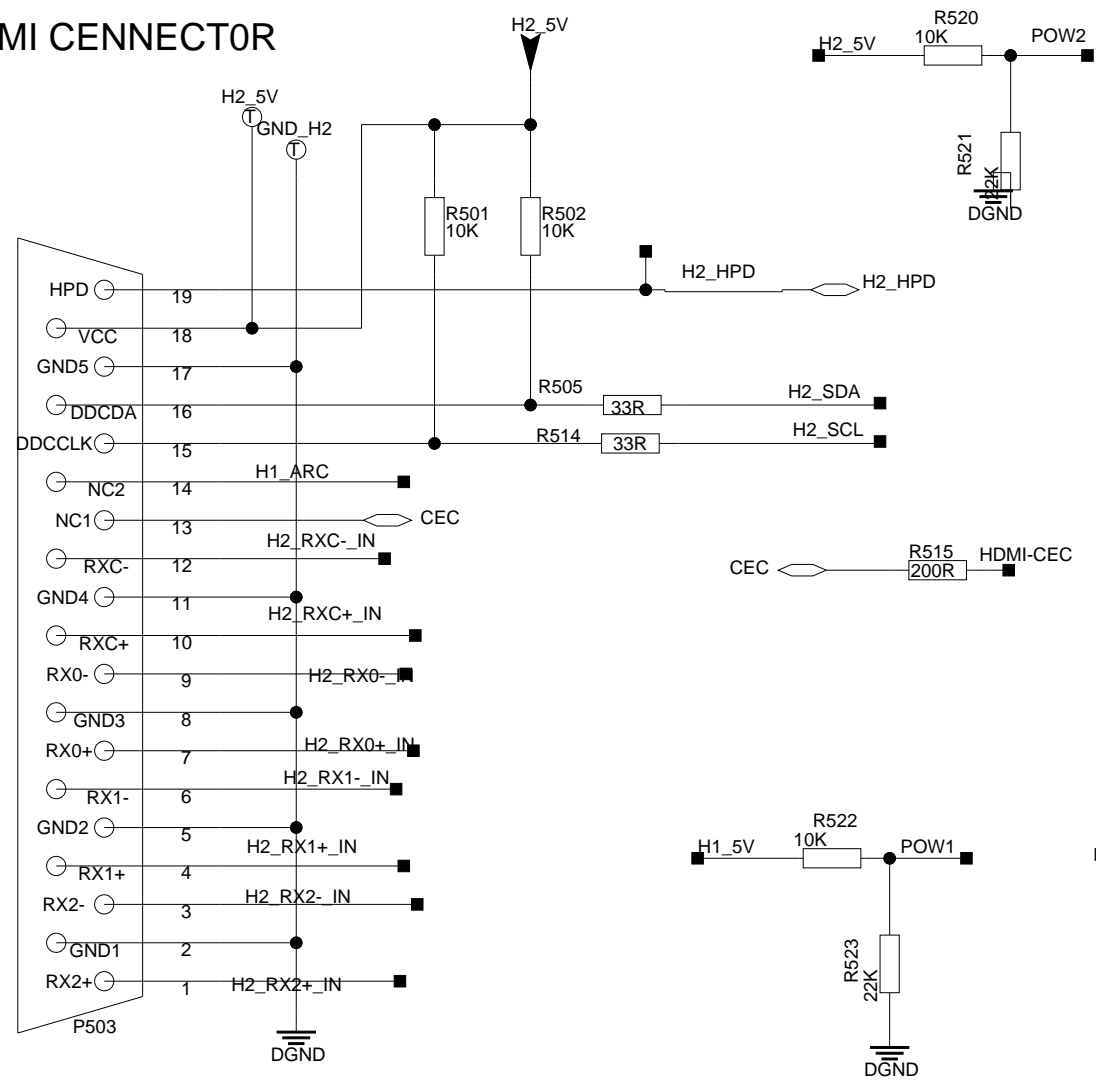 MI CENNECT0R
H2_5V
R520
10K
H2_5V
POW2
R521
22K
DGND
H2_5V
GND_H2
R501
10K
R502
10K
HPD
19
H2_HPD
H2_HPD
VCC
18
GND5
17
DDCDA
16
R505
33R
H2_SDA
DDCCLK
15
R514
33R
H2_SCL
NC2
14
H1_ARC
NC1
13
CEC
RXC-
12
H2_RXC-_IN
CEC
R515
200R
HDMI-CEC
GND4
11
RXC+
10
H2_RXC+_IN
RX0-
9
H2_RX0-_IN
GND3
8
RX0+
7
H2_RX0+_IN
RX1-
6
H2_RX1-_IN
GND2
5
RX1+
4
H2_RX1+_IN
RX2-
3
H2_RX2-_IN
GND1
2
RX2+
1
H2_RX2+_IN
P503
DGND
H1_5V
R522
10K
POW1
R523
22K
DGND
T
T